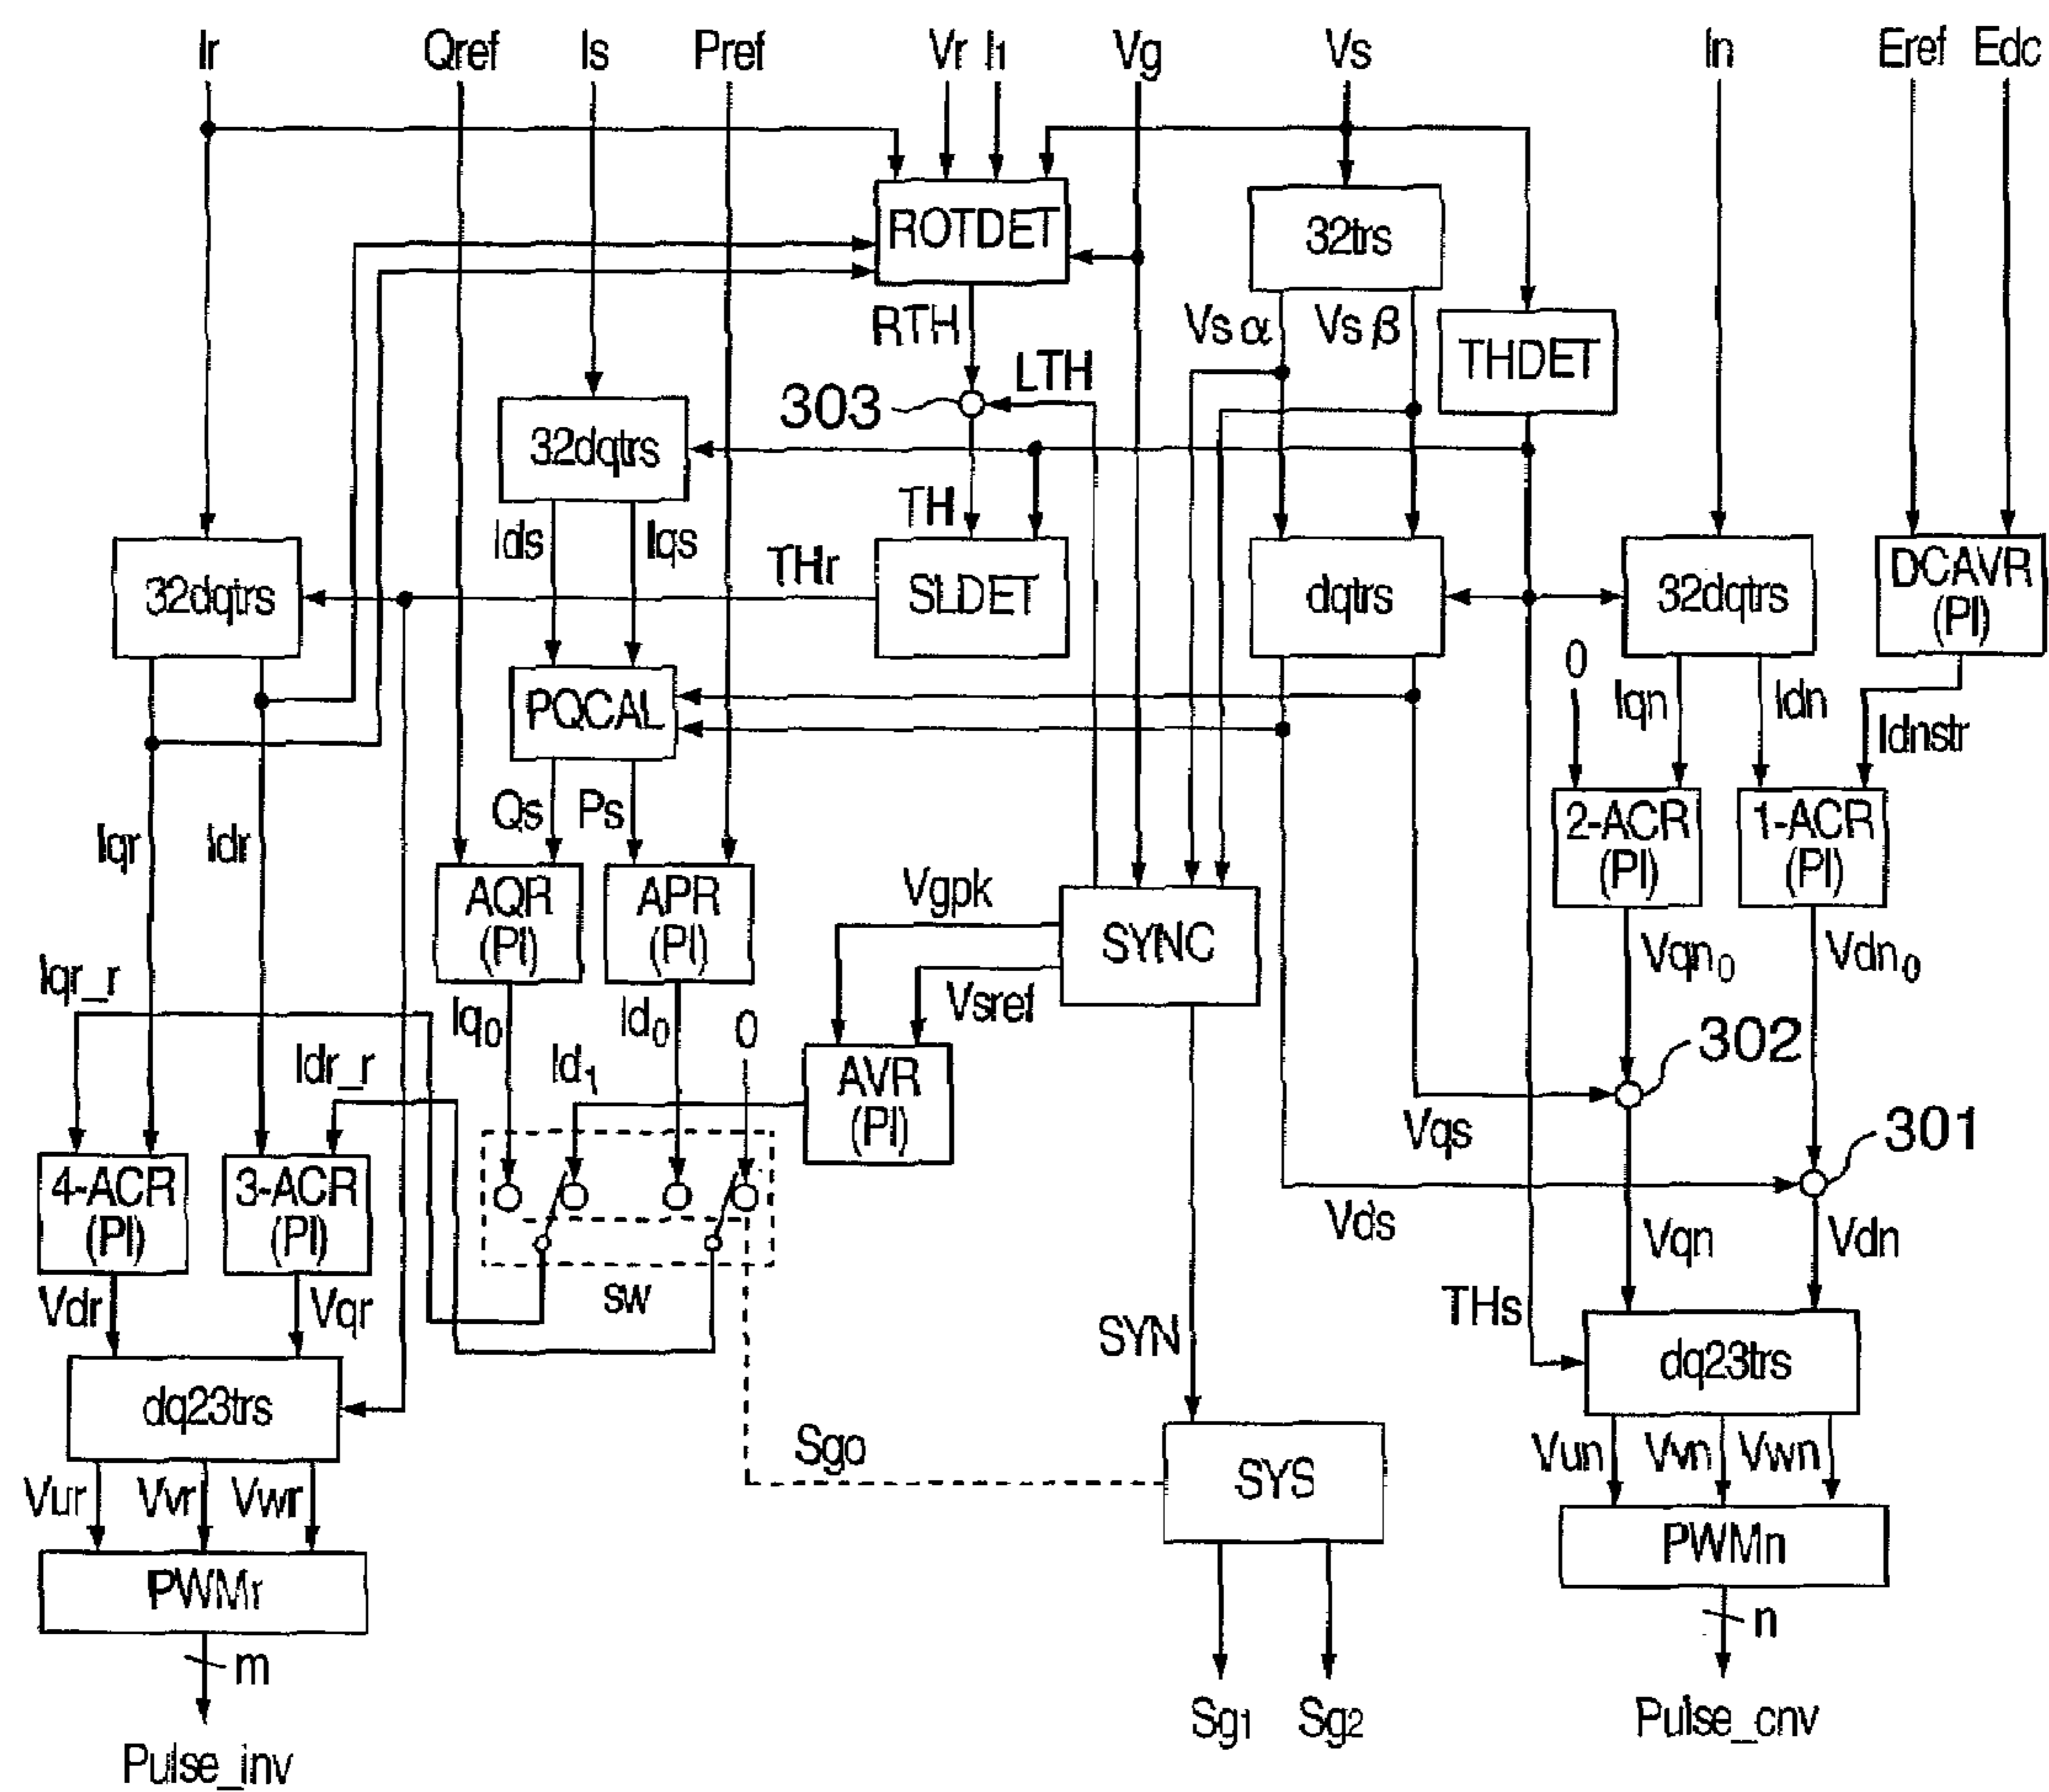 Ir Qref Is Pref Vr I1 Vg Vs In Eref Edc
ROTDET
32trs
RTH
Vsα Vsβ
THDET
LTH
303
32dqtrs
TH
Ids Iqs
THr
32dqtrs
SLDET
dqtrs
32dqtrs
DCAVR
(PI)
0
Iqn Idn
Idnstr
PQCAL
Qs Ps
Iqr Idr
2-ACR
(PI)
1-ACR
(PI)
AQR
(PI)
APR
(PI)
Vgpk
SYNC
Vqn0 Vdn0
Iqr_r
Vsref
Iq0 Id0 0
Idr_r
Id1
AVR
(PI)
302
Vqs
301
4-ACR
(PI)
3-ACR
(PI)
Vds
Vqn Vdn
sw
Vdr Vqr
THs
SYN
dq23trs
dq23trs
Sgo
SYS
Vun Vvn Vwn
Vur Vvr Vwr
PWMn
PWMr
n
m
Sg1 Sg2
Pulse_cnv
Pulse_inv